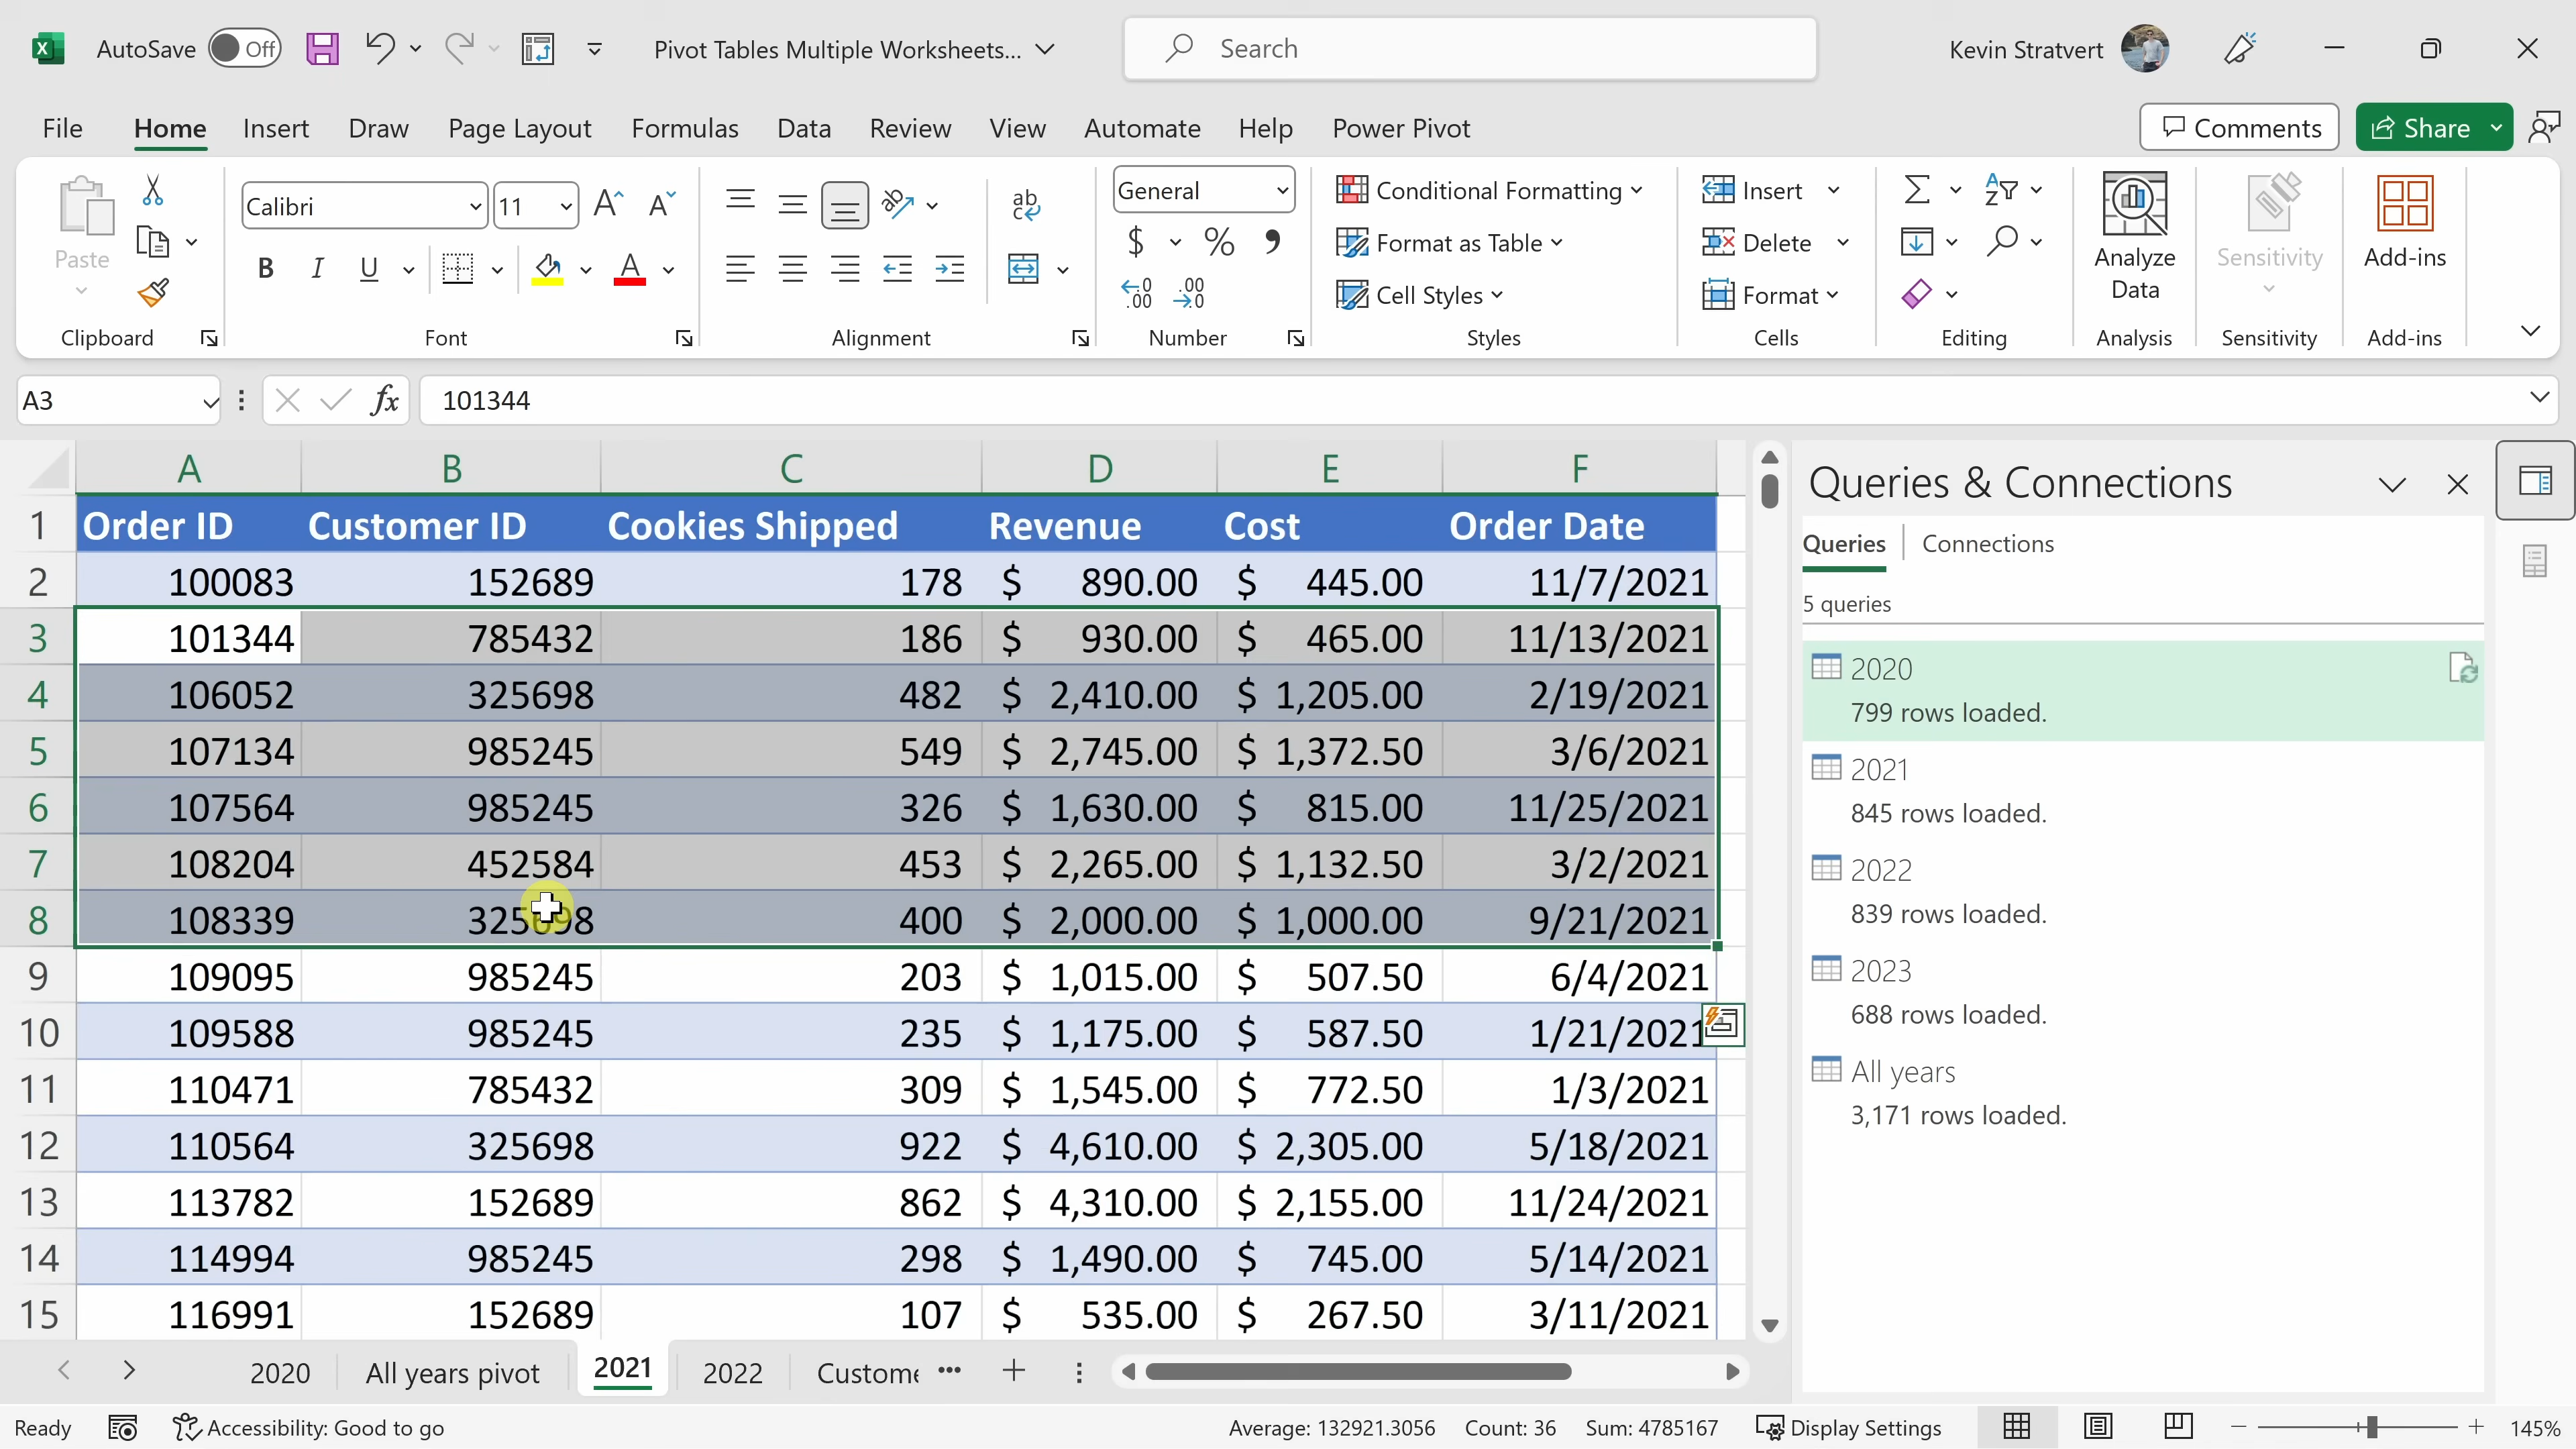 AutoSave Off Pivot Tables Multiple Worksheets... Search Kevin Stratvert
File Home Insert Draw Page Layout Formulas Data Review View Automate Help Power Pivot Comments Share
Paste
Clipboard
Calibri 11
B I U A
Font
ab
Alignment
General
$ % ,
Number
Conditional Formatting
Format as Table
Cell Styles
Styles
Insert
Delete
Format
Cells
Editing
Analyze
Data
Analysis
Sensitivity
Sensitivity
Add-ins
Add-ins
A3 fx 101344
A B C D E F
1 Order ID Customer ID Cookies Shipped Revenue Cost Order Date
2 100083 152689 178 $ 890.00 $ 445.00 11/7/2021
3 101344 785432 186 $ 930.00 $ 465.00 11/13/2021
4 106052 325698 482 $ 2,410.00 $ 1,205.00 2/19/2021
5 107134 985245 549 $ 2,745.00 $ 1,372.50 3/6/2021
6 107564 985245 326 $ 1,630.00 $ 815.00 11/25/2021
7 108204 452584 453 $ 2,265.00 $ 1,132.50 3/2/2021
8 108339 325698 400 $ 2,000.00 $ 1,000.00 9/21/2021
9 109095 985245 203 $ 1,015.00 $ 507.50 6/4/2021
10 109588 985245 235 $ 1,175.00 $ 587.50 1/21/2021
11 110471 785432 309 $ 1,545.00 $ 772.50 1/3/2021
12 110564 325698 922 $ 4,610.00 $ 2,305.00 5/18/2021
13 113782 152689 862 $ 4,310.00 $ 2,155.00 11/24/2021
14 114994 985245 298 $ 1,490.00 $ 745.00 5/14/2021
15 116991 152689 107 $ 535.00 $ 267.50 3/11/2021
Queries & Connections
Queries Connections
5 queries
2020
799 rows loaded.
2021
845 rows loaded.
2022
839 rows loaded.
2023
688 rows loaded.
All years
3,171 rows loaded.
2020 All years pivot 2021 2022 Custome ...
Ready Accessibility: Good to go Average: 132921.3056 Count: 36 Sum: 4785167 Display Settings 145%